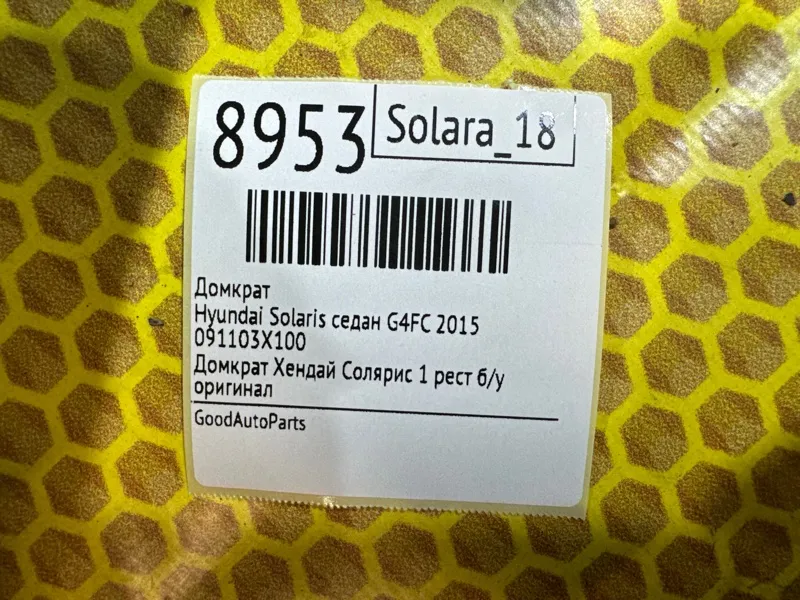 8953
Solara_18
Домкрат
Hyundai Solaris седан G4FC 2015
091103X100
Домкрат Хендай Солярис 1 рест б/у
оригинал
GoodAutoParts